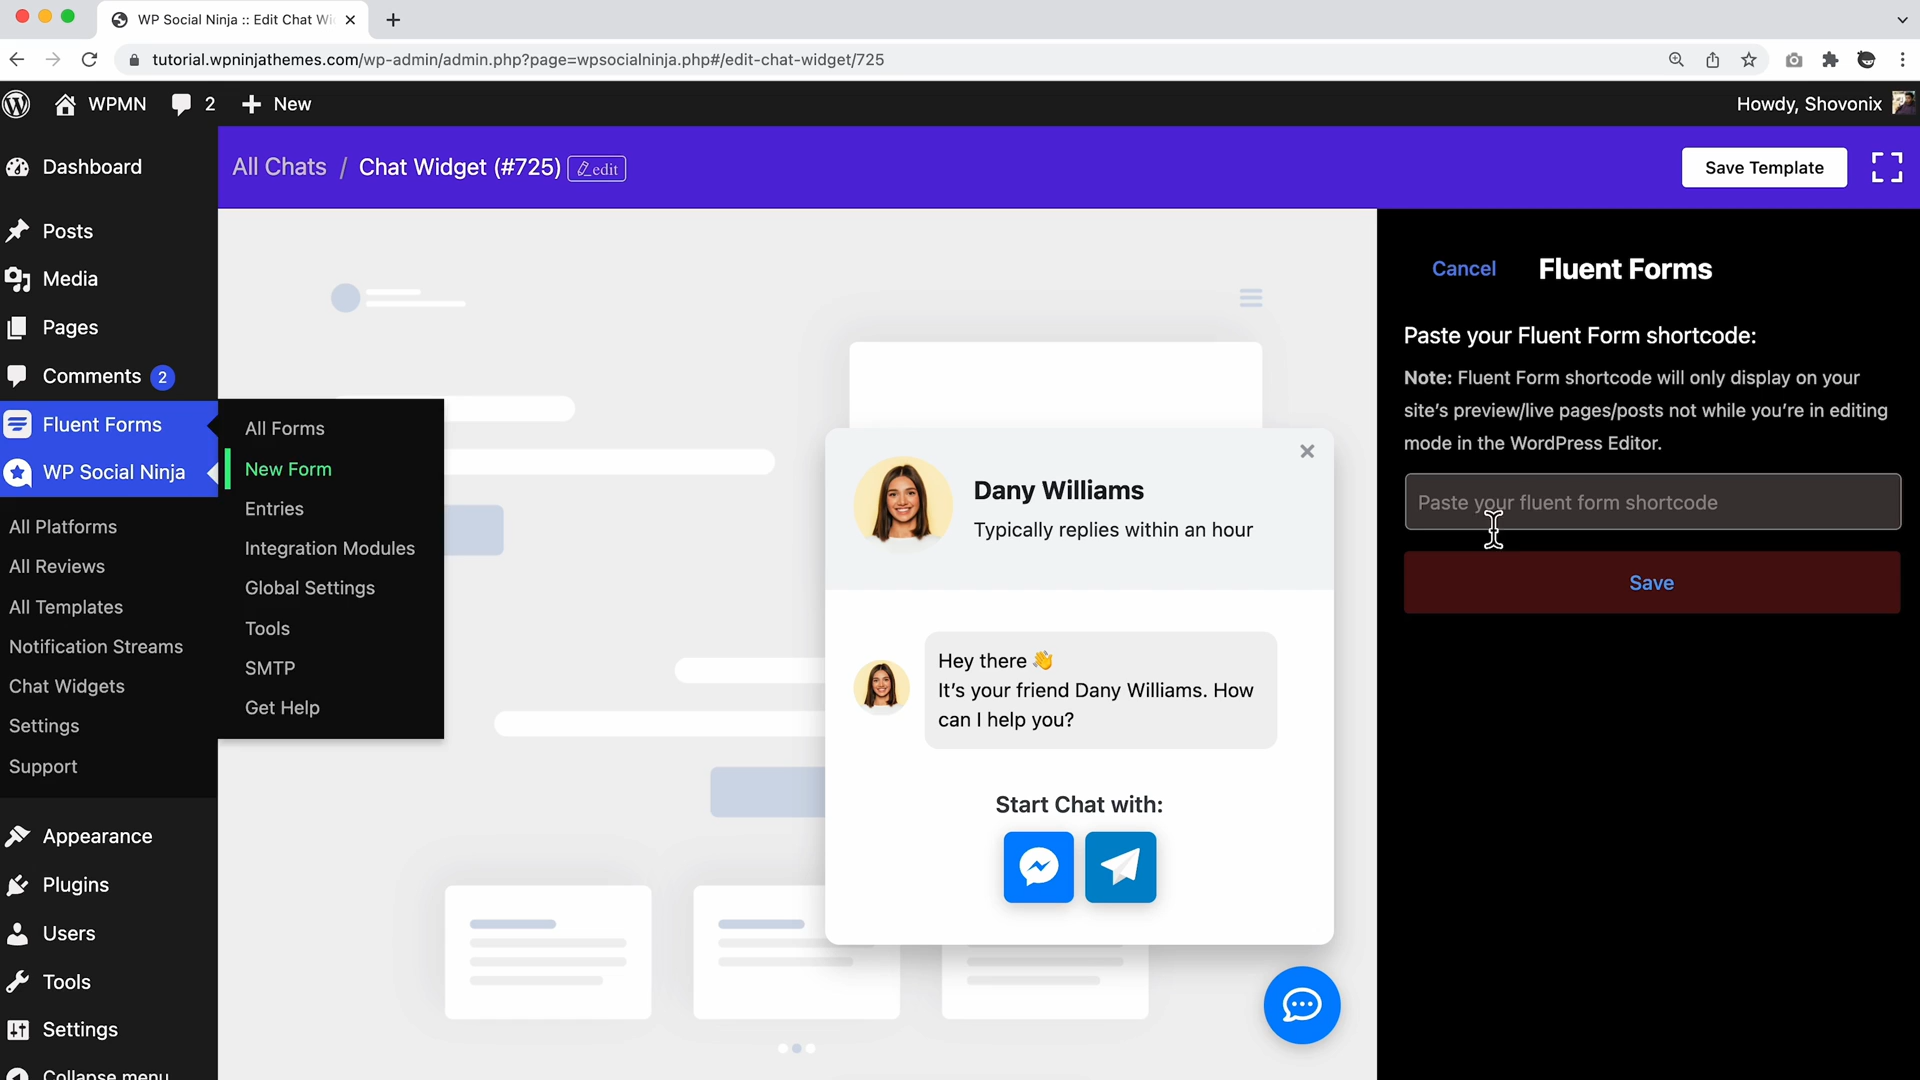 WP Social Ninja :: Edit Chat Wi
tutorial.wpninjathemes.com/wp-admin/admin.php?page=wpsocialninja.php#/edit-chat-widget/725
WPMN
2
New
Howdy, Shovonix
Dashboard
Posts
Media
Pages
Comments 2
Fluent Forms
WP Social Ninja
All Platforms
All Reviews
All Templates
Notification Streams
Chat Widgets
Settings
Support
Appearance
Plugins
Users
Tools
Settings
Collapse menu
All Forms
New Form
Entries
Integration Modules
Global Settings
Tools
SMTP
Get Help
All Chats / Chat Widget (#725) edit
Save Template
Dany Williams
Typically replies within an hour
Hey there 👋
It's your friend Dany Williams. How
can I help you?
Start Chat with:
Cancel
Fluent Forms
Paste your Fluent Form shortcode:
Note: Fluent Form shortcode will only display on your
site's preview/live pages/posts not while you're in editing
mode in the WordPress Editor.
Paste your fluent form shortcode
Save